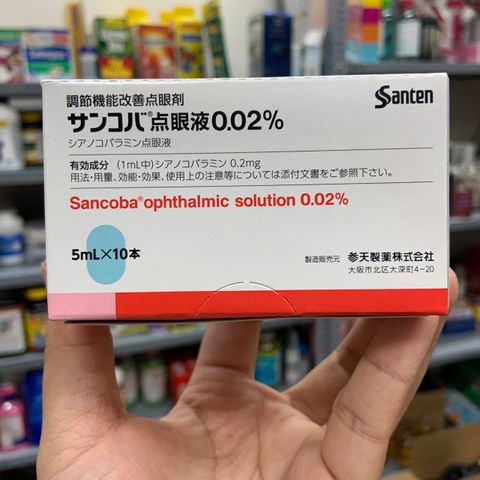 調節機能改善点眼剤
Santen
サンコバ®点眼液0.02%
シアノコバラミン点眼液
有効成分 (1mL中)シアノコバラミン 0.2mg
用法・用量、効能・効果、使用上の注意等については添付文書をご参照下さい。
Sancoba®ophthalmic solution 0.02%
5mL×10本
製造販売元 参天製薬株式会社
大阪市北区大深町4-20